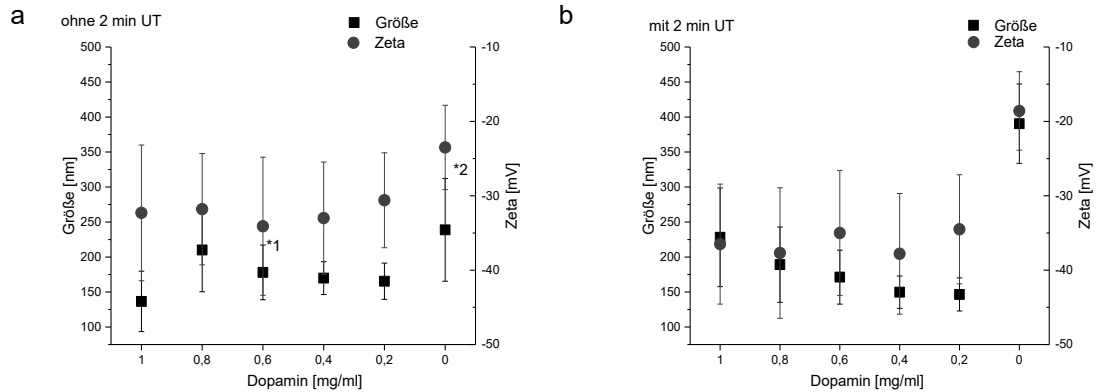 a
ohne 2 min UT
Größe
Zeta
500
450
400
350
300
250
200
150
100
Größe [nm]
-10
-20
-30
-40
-50
Zeta [mV]
*1
*2
1 0,8 0,6 0,4 0,2 0
Dopamin [mg/ml]
b
mit 2 min UT
Größe
Zeta
500
450
400
350
300
250
200
150
100
Größe [nm]
-10
-20
-30
-40
-50
Zeta [mV]
1 0,8 0,6 0,4 0,2 0
Dopamin [mg/ml]